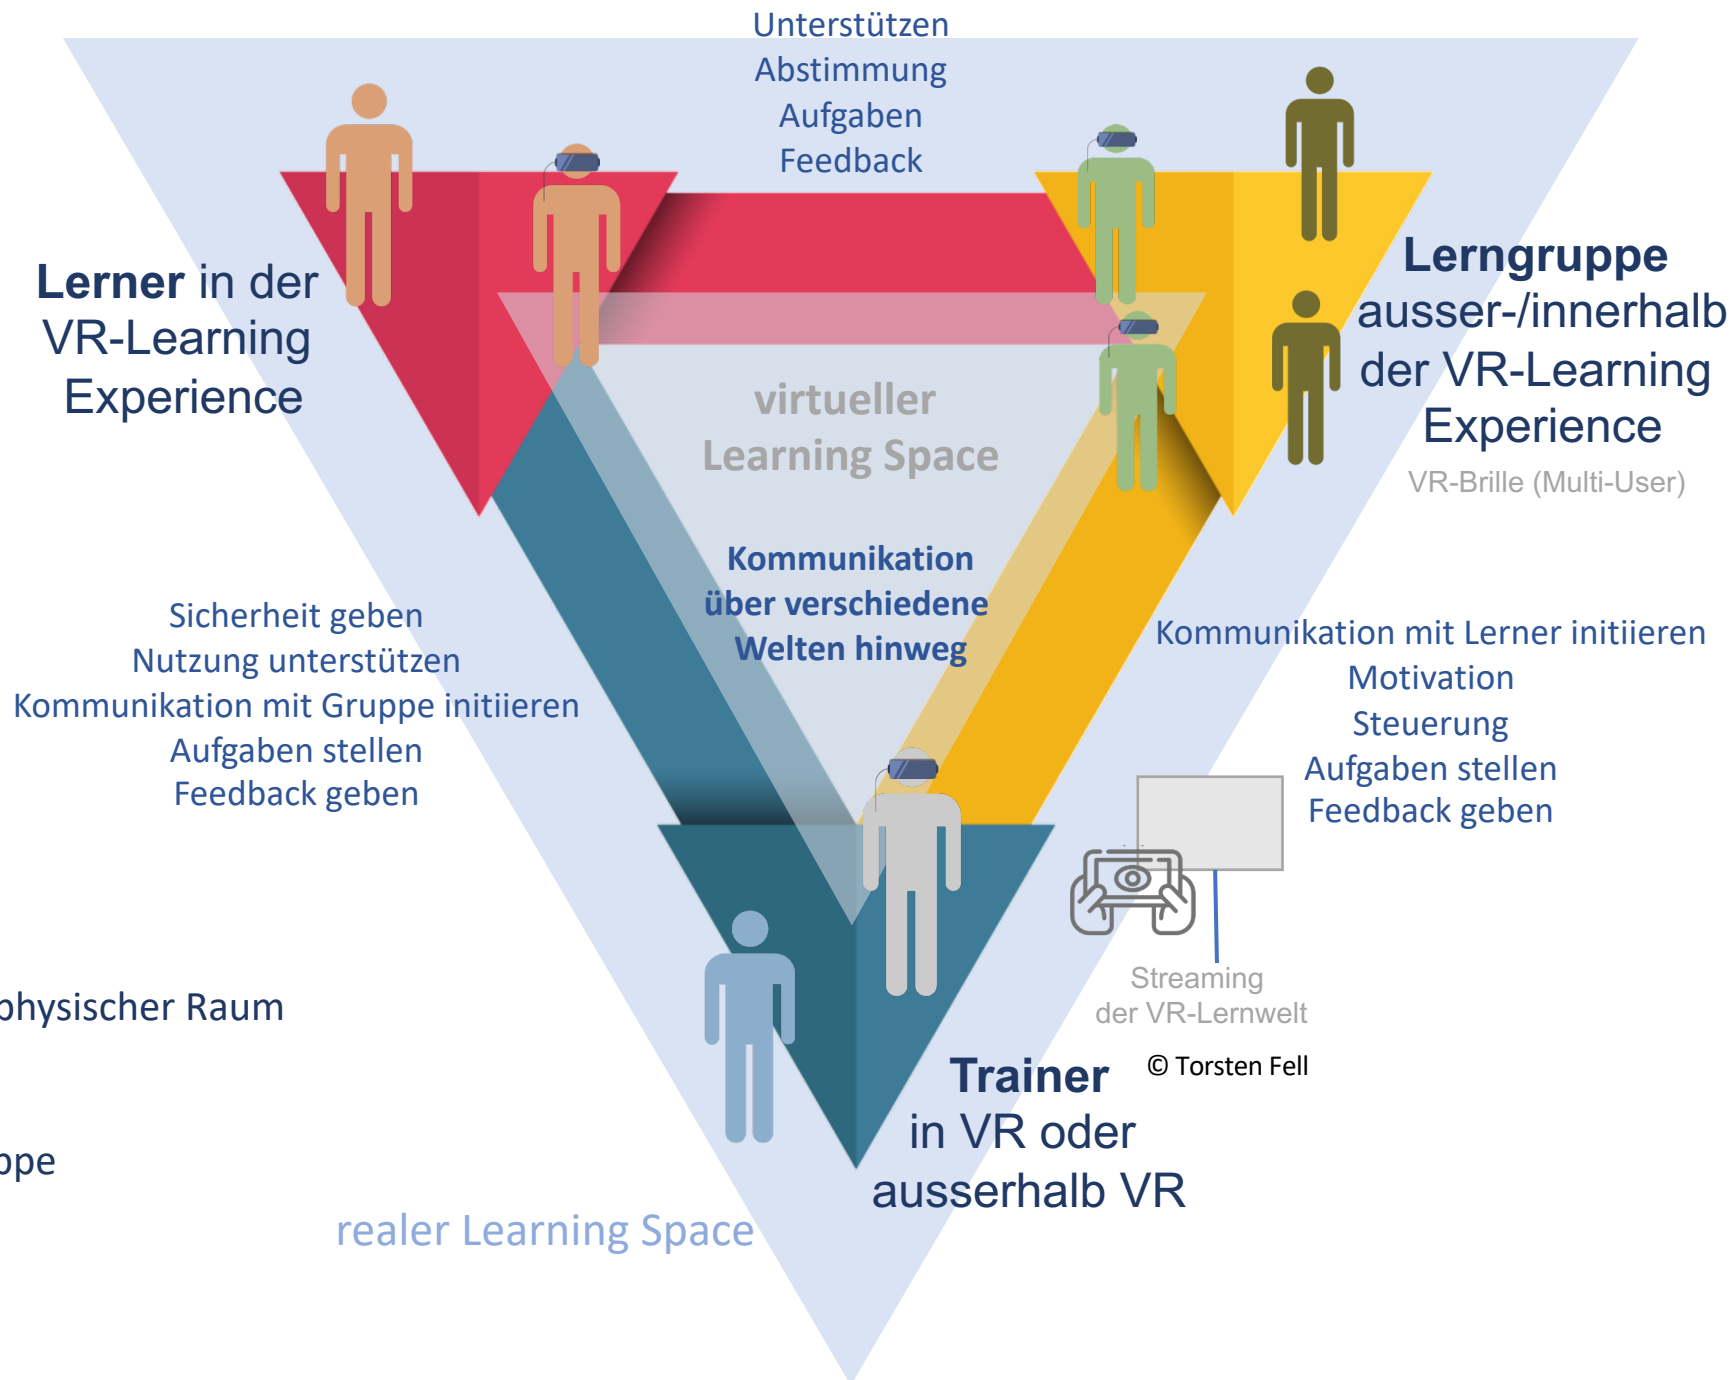 Unterstützen
Abstimmung
Aufgaben
Feedback
Lerner in der
VR-Learning
Experience
Lerngruppe
ausser-/innerhalb
der VR-Learning
Experience
VR-Brille (Multi-User)
virtueller
Learning Space
Kommunikation
über verschiedene
Welten hinweg
Sicherheit geben
Nutzung unterstützen
Kommunikation mit Gruppe initiieren
Aufgaben stellen
Feedback geben
Kommunikation mit Lerner initiieren
Motivation
Steuerung
Aufgaben stellen
Feedback geben
Streaming
der VR-Lernwelt
© Torsten Fell
physischer Raum
Trainer
in VR oder
ausserhalb VR
realer Learning Space